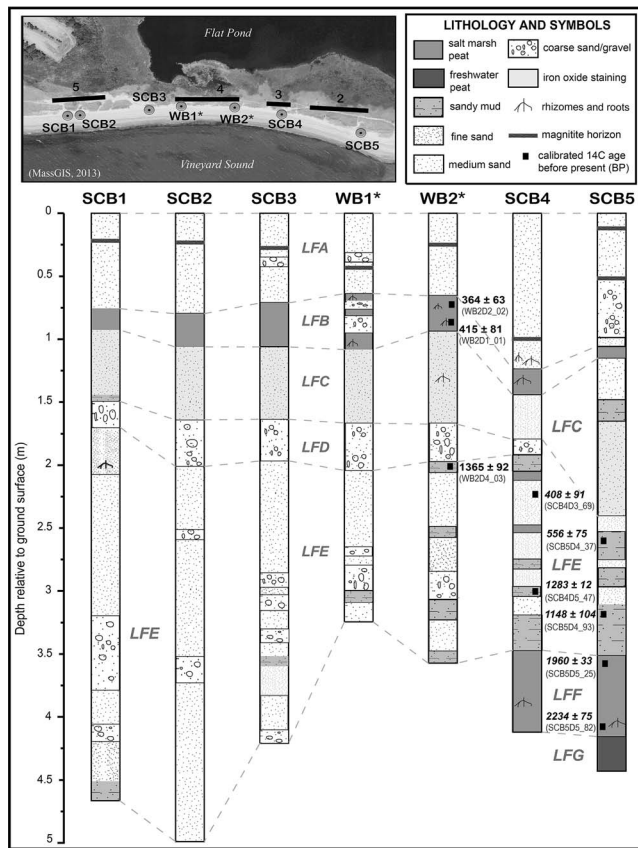 Flat Pond
5
SCB3
4
3
2
SCB1
SCB2
WB1*
WB2*
SCB4
SCB5
Vineyard Sound
(MassGIS, 2013)
LITHOLOGY AND SYMBOLS
salt marsh
peat
freshwater
peat
sandy mud
fine sand
medium sand
coarse sand/gravel
iron oxide staining
rhizomes and roots
magnitite horizon
calibrated 14C age
before present (BP)
SCB1 SCB2 SCB3 WB1* WB2* SCB4 SCB5
Depth relative to ground surface (m)
0
0.5
1.0
1.5
2
2.5
3
3.5
4
4.5
5
LFA
LFB
LFC
LFD
LFE
LFE
364 ± 63
(WB2D2_02)
415 ± 81
(WB2D1_01)
1365 ± 92
(WB2D4_03)
LFC
408 ± 91
(SCB4D3_69)
556 ± 75
(SCB5D4_37)
LFE
1283 ± 12
(SCB4D5_47)
1148 ± 104
(SCB5D4_93)
1960 ± 33
(SCB5D5_25)
LFF
2234 ± 75
(SCB5D5_82)
LFG